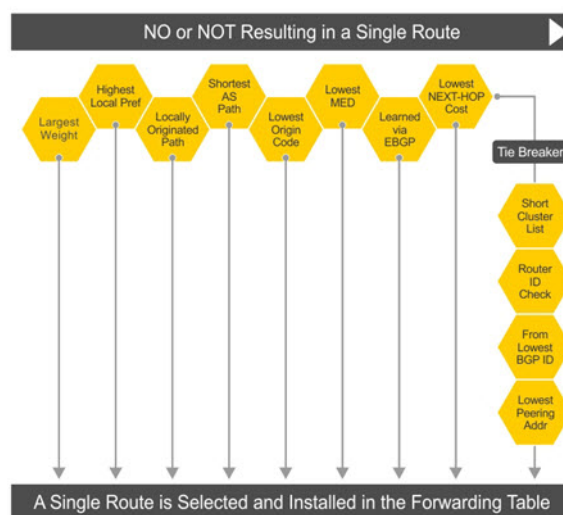 NO or NOT Resulting in a Single Route
Largest
Weight
Highest
Local Pref
Locally
Originated
Path
Shortest
AS
Path
Lowest
Origin
Code
Lowest
MED
Learned
via
EBGP
Lowest
NEXT-HOP
Cost
Tie Breaker
Short
Cluster
List
Router
ID
Check
From
Lowest
BGP ID
Lowest
Peering
Addr
A Single Route is Selected and Installed in the Forwarding Table